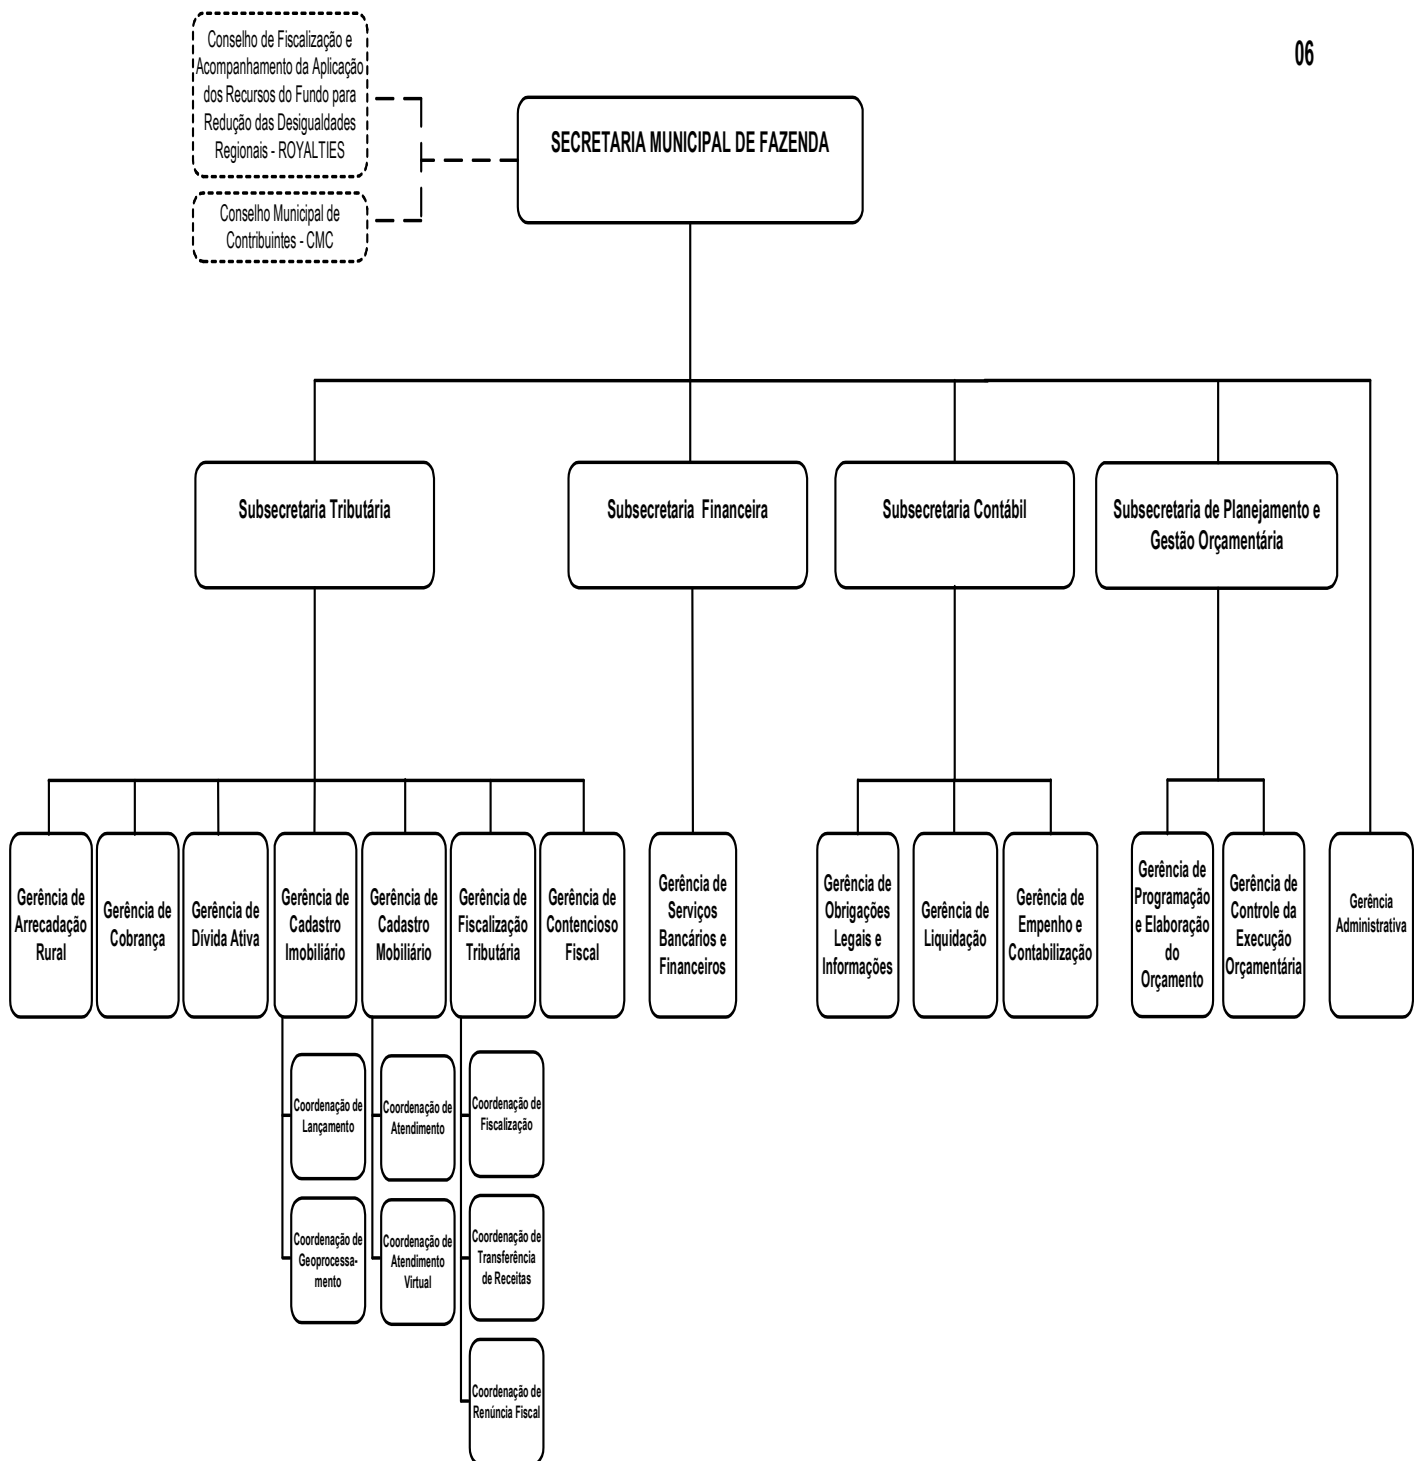 06
Conselho de Fiscalização e
Acompanhamento da Aplicação
dos Recursos do Fundo para
Redução das Desigualdades
Regionais - ROYALTIES
SECRETARIA MUNICIPAL DE FAZENDA
Conselho Municipal de
Contribuintes - CMC
Subsecretaria Tributária
Subsecretaria Financeira
Subsecretaria Contábil
Subsecretaria de Planejamento e
Gestão Orçamentária
Gerência de
Arrecadação
Rural
Gerência de
Cobrança
Gerência de
Dívida Ativa
Gerência de
Cadastro
Imobiliário
Gerência de
Cadastro
Mobiliário
Gerência de
Fiscalização
Tributária
Gerência de
Contencioso
Fiscal
Gerência de
Serviços
Bancários e
Financeiros
Gerência de
Obrigações
Legais e
Informações
Gerência de
Liquidação
Gerência de
Empenho e
Contabilização
Gerência de
Programação
e Elaboração
do
Orçamento
Gerência de
Controle da
Execução
Orçamentária
Gerência
Administrativa
Coordenação de
Lançamento
Coordenação de
Atendimento
Coordenação de
Fiscalização
Coordenação de
Geoprocessa-
mento
Coordenação de
Atendimento
Virtual
Coordenação de
Transferência
de Receitas
Coordenação de
Renúncia Fiscal